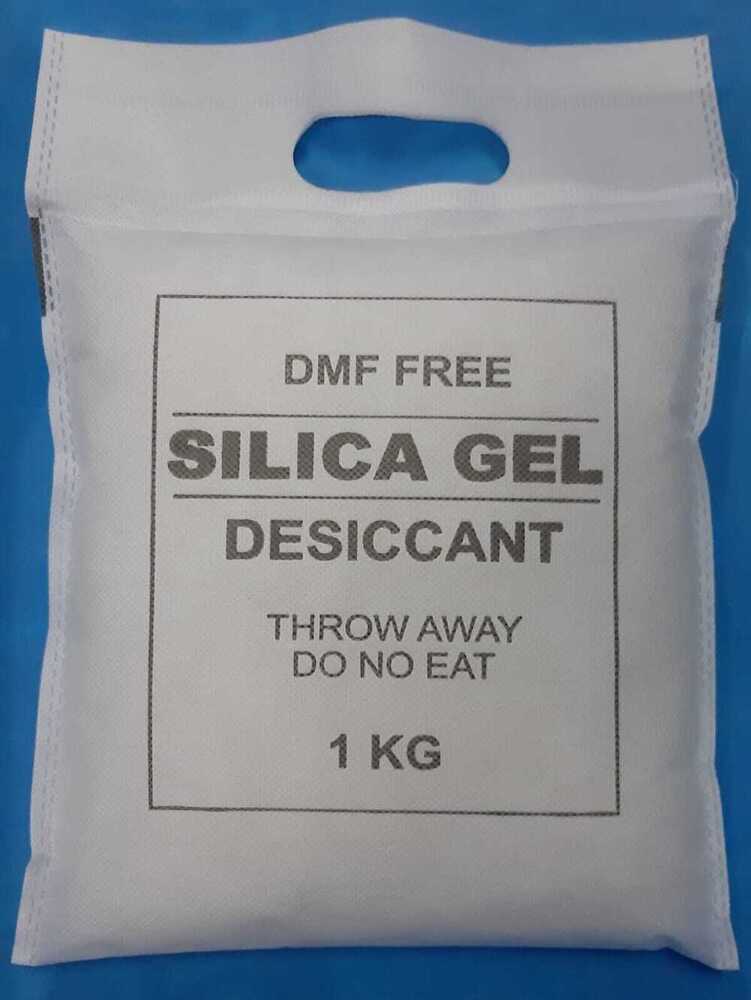 DMF FREE
SILICA GEL
DESICCANT
THROW AWAY
DO NO EAT
1 KG